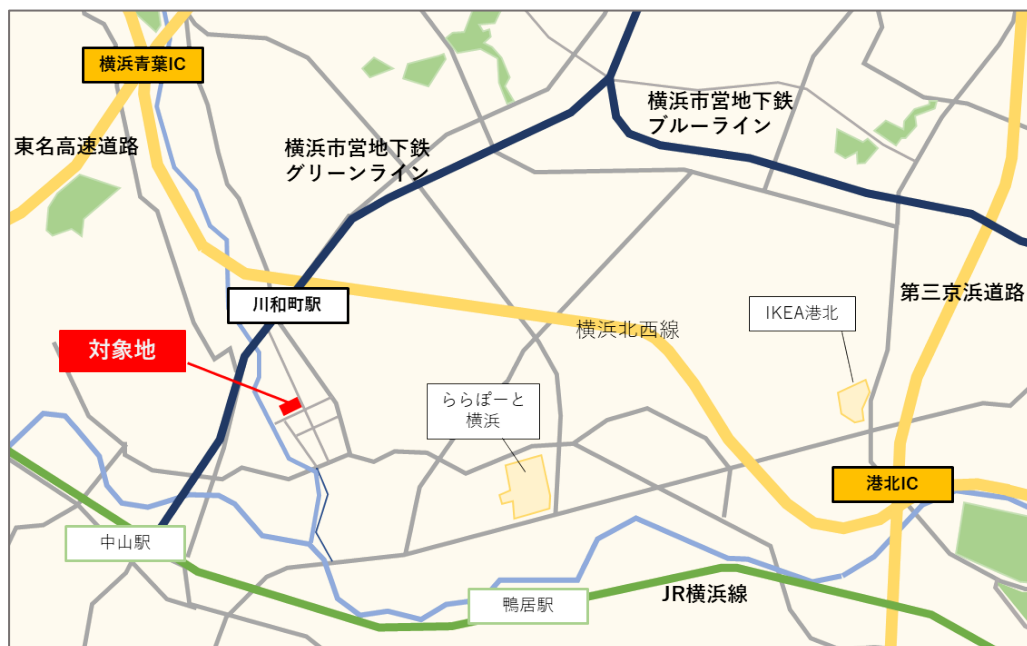 横浜青葉IC
東名高速道路
横浜市営地下鉄
グリーンライン
横浜市営地下鉄
ブルーライン
川和町駅
第三京浜道路
IKEA港北
横浜北西線
対象地
ららぽーと
横浜
港北IC
中山駅
鴨居駅
JR横浜線